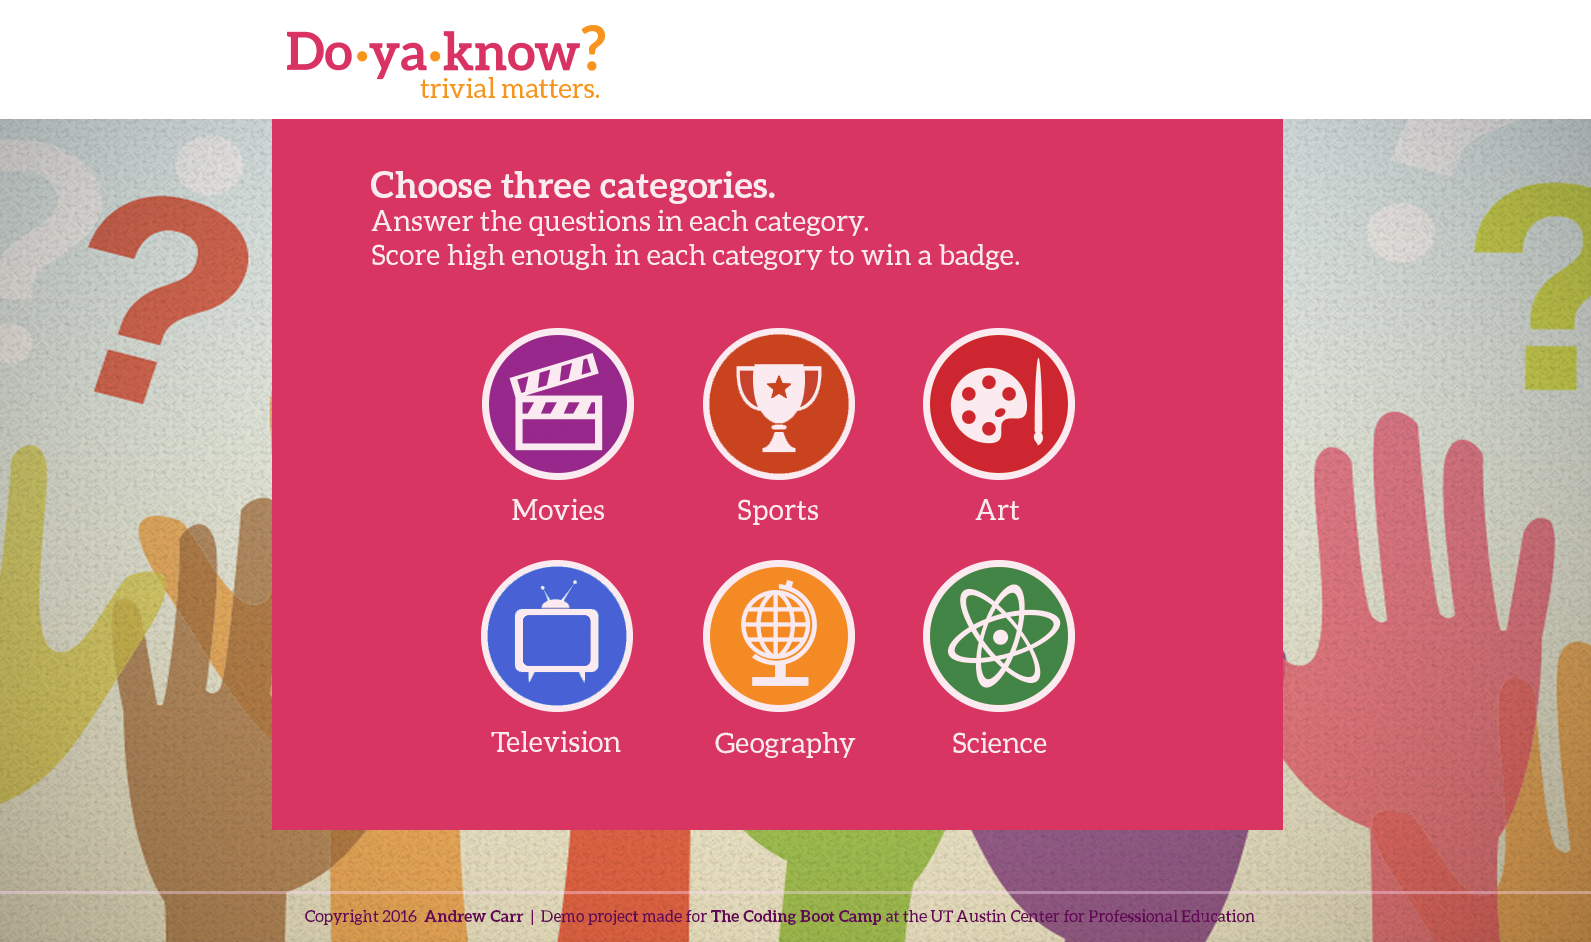 Do·ya·know?
trivial matters.
Choose three categories.
Answer the questions in each category.
Score high enough in each category to win a badge.
Movies
Sports
Art
Television
Geography
Science
Copyright 2016 Andrew Carr | Demo project made for The Coding Boot Camp at the UT Austin Center for Professional Education